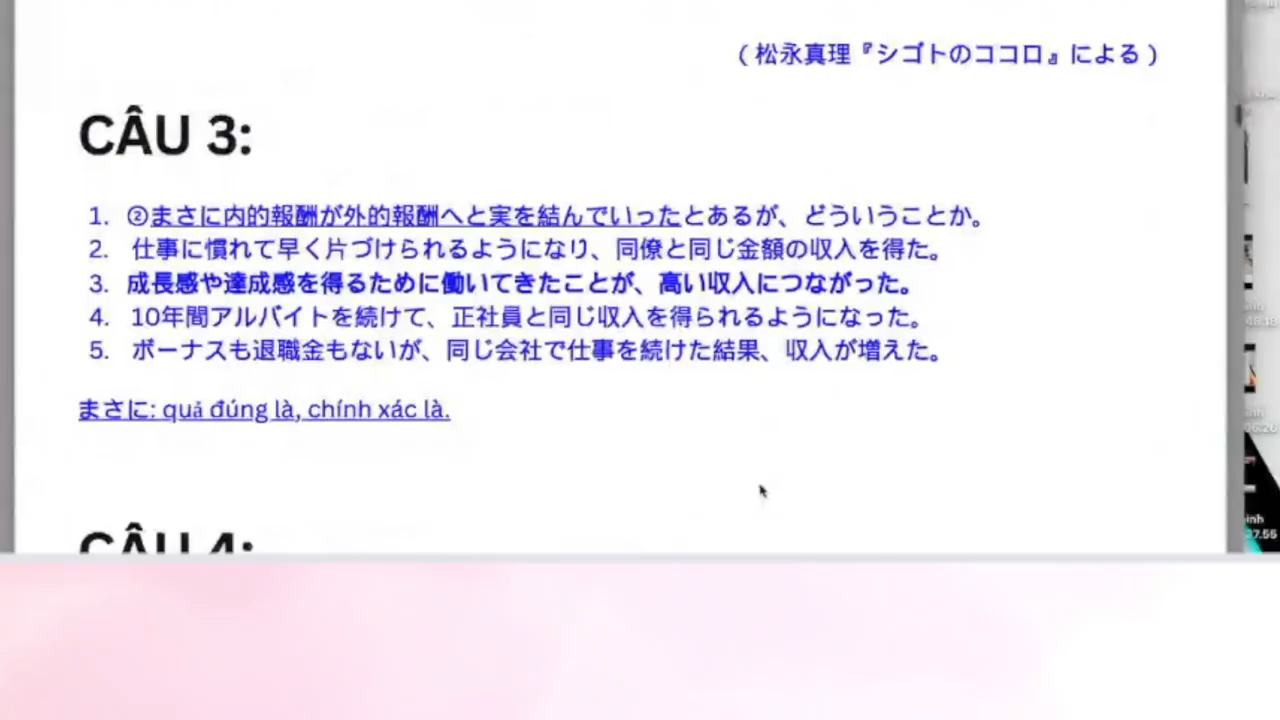 （松永真理『シゴトのココロ』による）
CÂU 3:
1. ②まさに内的報酬が外的報酬へと実を結んでいったとあるが、どういうことか。
2. 仕事に慣れて早く片づけられるようになり、同僚と同じ金額の収入を得た。
3. 成長感や達成感を得るために働いてきたことが、高い収入につながった。
4. 10年間アルバイトを続けて、正社員と同じ収入を得られるようになった。
5. ボーナスも退職金もないが、同じ会社で仕事を続けた結果、収入が増えた。
まさに: quả đúng là, chính xác là.
CÂU 4: